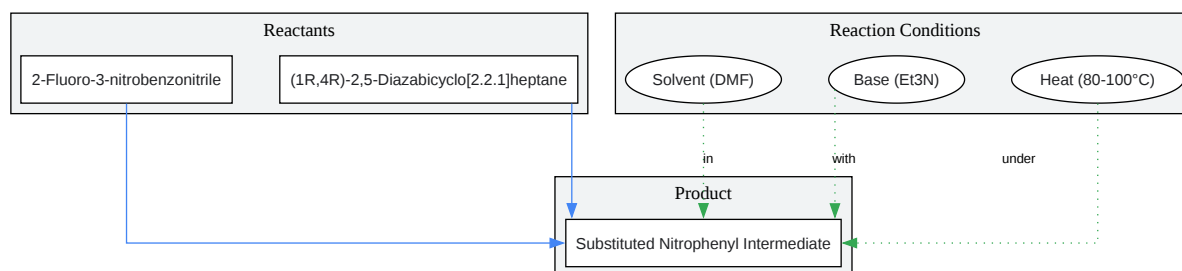 Reactants
Reaction Conditions
2-Fluoro-3-nitrobenzonitrile
(1R,4R)-2,5-Diazabicyclo[2.2.1]heptane
Solvent (DMF)
Base (Et3N)
Heat (80-100°C)
in
with
under
Product
Substituted Nitrophenyl Intermediate